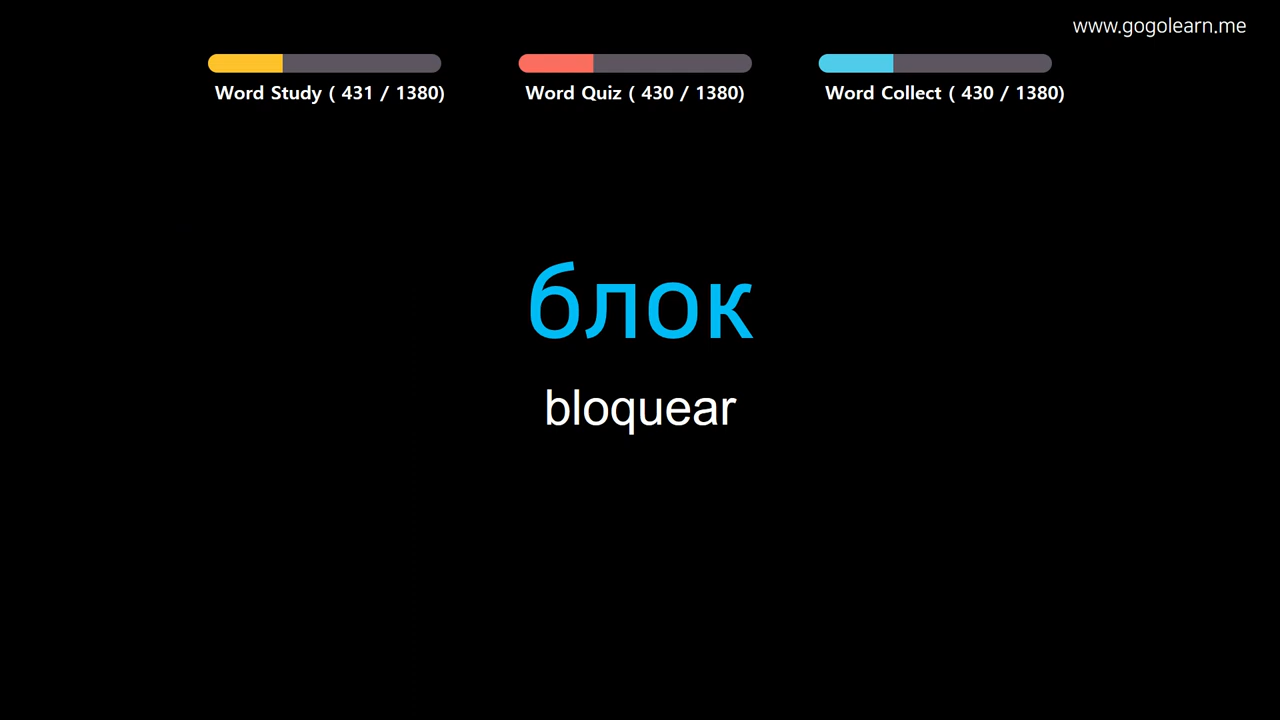 www.gogolearn.me
Word Study ( 431 / 1380)
Word Quiz ( 430 / 1380)
Word Collect ( 430 / 1380)
блок
bloquear